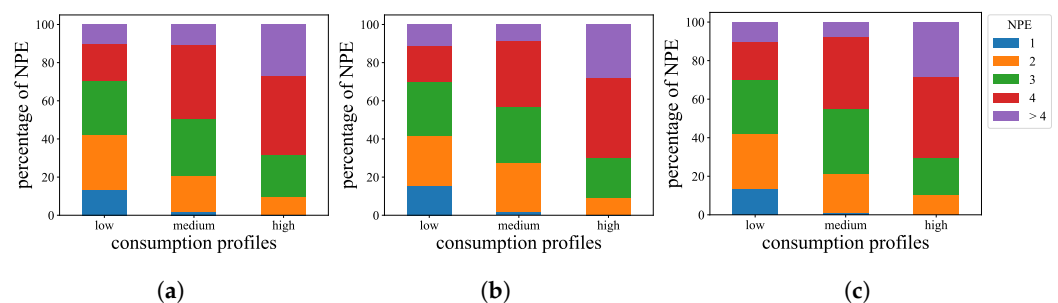 100
80
60
40
20
0
percentage of NPE
low
medium
high
consumption profiles
(a)
100
80
60
40
20
0
percentage of NPE
low
medium
high
consumption profiles
(b)
100
80
60
40
20
0
percentage of NPE
low
medium
high
consumption profiles
(c)
NPE
1
2
3
4
> 4